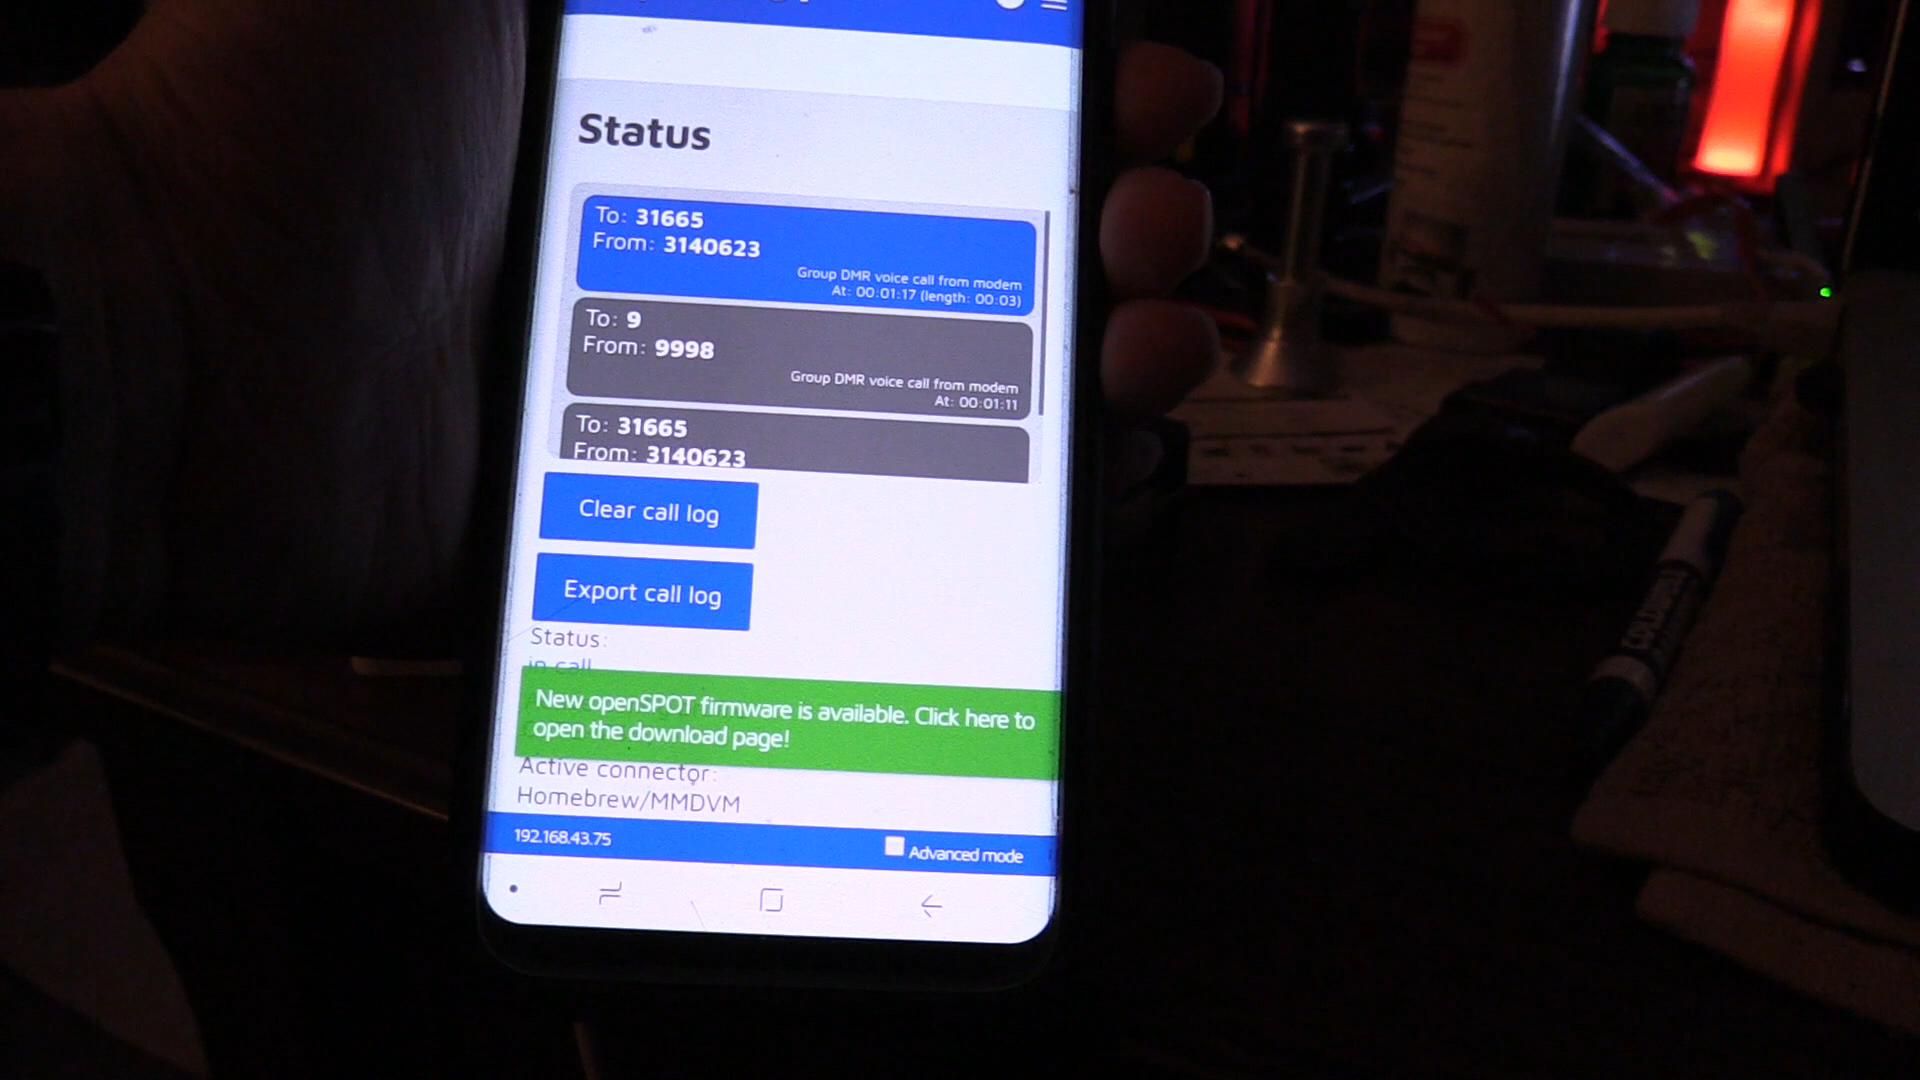 Status
To: 31665
From: 3140623
Group DMR voice call from modem
At: 00:01:17 (length: 00:03)
To: 9
From: 9998
Group DMR voice call from modem
At: 00:01:11
To: 31665
From: 3140623
Clear call log
Export call log
Status:
in call
New openSPOT firmware is available. Click here to
open the download page!
Active connector:
Homebrew/MMDVM
192.168.43.75
Advanced mode